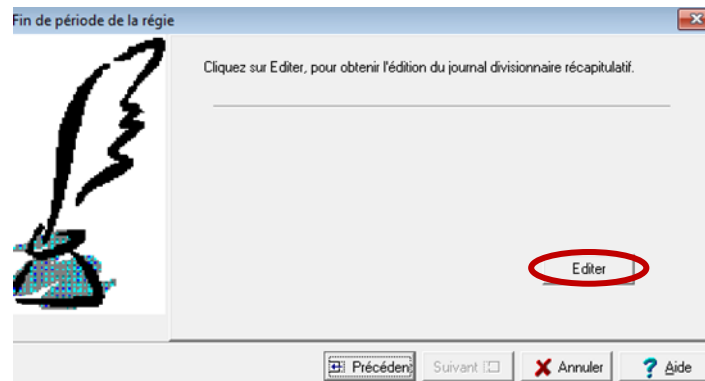 Fin de période de la régie
Cliquez sur Editer, pour obtenir l'édition du journal divisionnaire récapitulatif.
Editer
Précédent
Suivant
Annuler
Aide